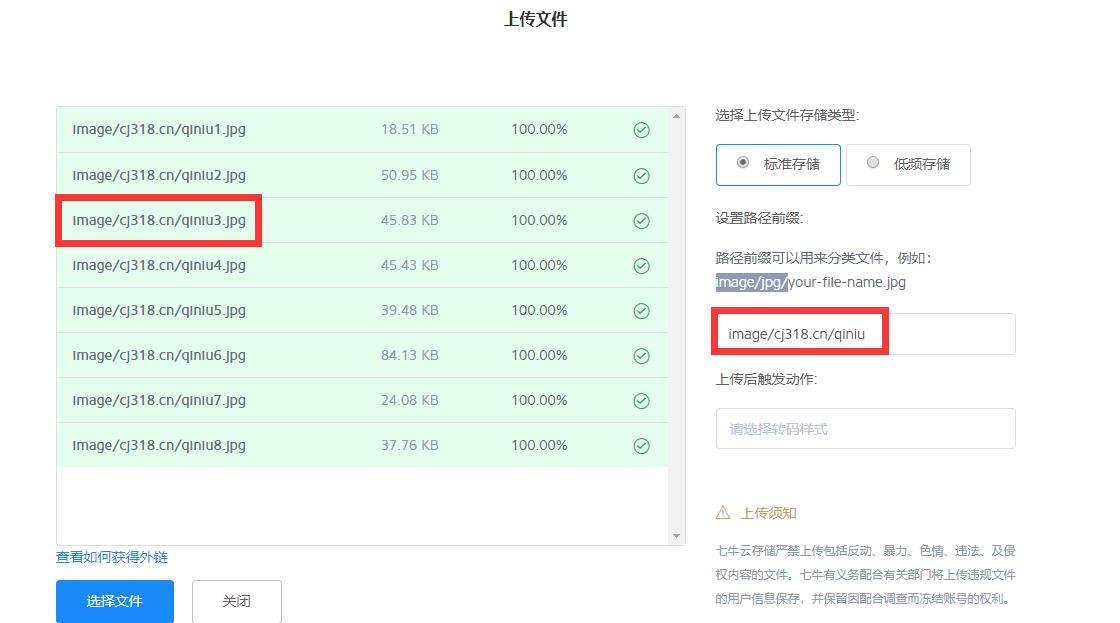 上传文件
image/cj318.cn/qiniu1.jpg 18.51 KB 100.00%
image/cj318.cn/qiniu2.jpg 50.95 KB 100.00%
image/cj318.cn/qiniu3.jpg 45.83 KB 100.00%
image/cj318.cn/qiniu4.jpg 45.43 KB 100.00%
image/cj318.cn/qiniu5.jpg 39.48 KB 100.00%
image/cj318.cn/qiniu6.jpg 84.13 KB 100.00%
image/cj318.cn/qiniu7.jpg 24.08 KB 100.00%
image/cj318.cn/qiniu8.jpg 37.76 KB 100.00%
查看如何获得外链
选择文件 关闭
选择上传文件存储类型:
标准存储 低频存储
设置路径前缀:
路径前缀可以用来分类文件，例如:
image/jpg/your-file-name.jpg
image/cj318.cn/qiniu
上传后触发动作:
请选择转码样式
上传须知
七牛云存储严禁上传包括反动、暴力、色情、违法、及侵
权内容的文件。七牛有义务配合有关部门将上传违规文件
的用户信息保存，并保留因配合调查而冻结账号的权利。